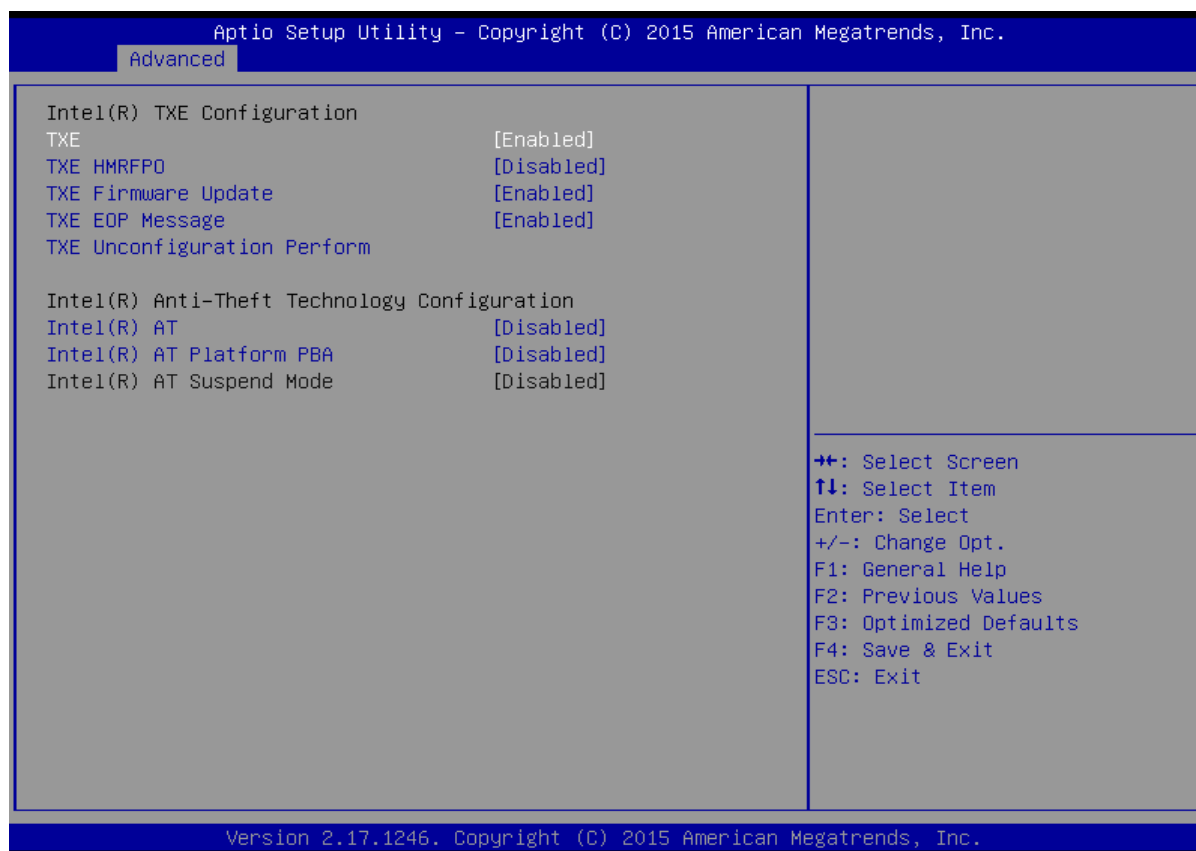 Aptio Setup Utility – Copyright (C) 2015 American Megatrends, Inc.
Advanced
Intel(R) TXE Configuration
TXE [Enabled]
TXE HMRFPO [Disabled]
TXE Firmware Update [Enabled]
TXE EOP Message [Enabled]
TXE Unconfiguration Perform
Intel(R) Anti-Theft Technology Configuration
Intel(R) AT [Disabled]
Intel(R) AT Platform PBA [Disabled]
Intel(R) AT Suspend Mode [Disabled]
→←: Select Screen
↑↓: Select Item
Enter: Select
+/-: Change Opt.
F1: General Help
F2: Previous Values
F3: Optimized Defaults
F4: Save & Exit
ESC: Exit
Version 2.17.1246. Copyright (C) 2015 American Megatrends, Inc.